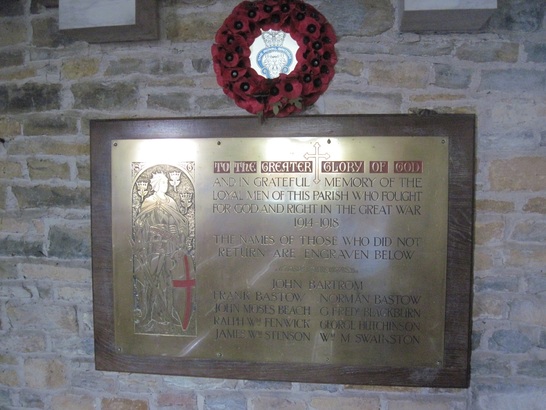 TO THE GREATER GLORY OF GOD
AND IN GRATEFUL MEMORY OF THE
LOYAL MEN OF THIS PARISH WHO FOUGHT
FOR GOD AND RIGHT IN THE GREAT WAR
1914-1918
THE NAMES OF THOSE WHO DID NOT
RETURN ARE ENGRAVEN BELOW
JOHN BARTROM
FRANK BASTOW NORMAN BASTOW
JOHN MOSES BEACH G. FREDK BLACKBURN
RALPH WM FENWICK GEORGE HUTCHINSON
JAMES WM STENSON WM M. SWAINSTON